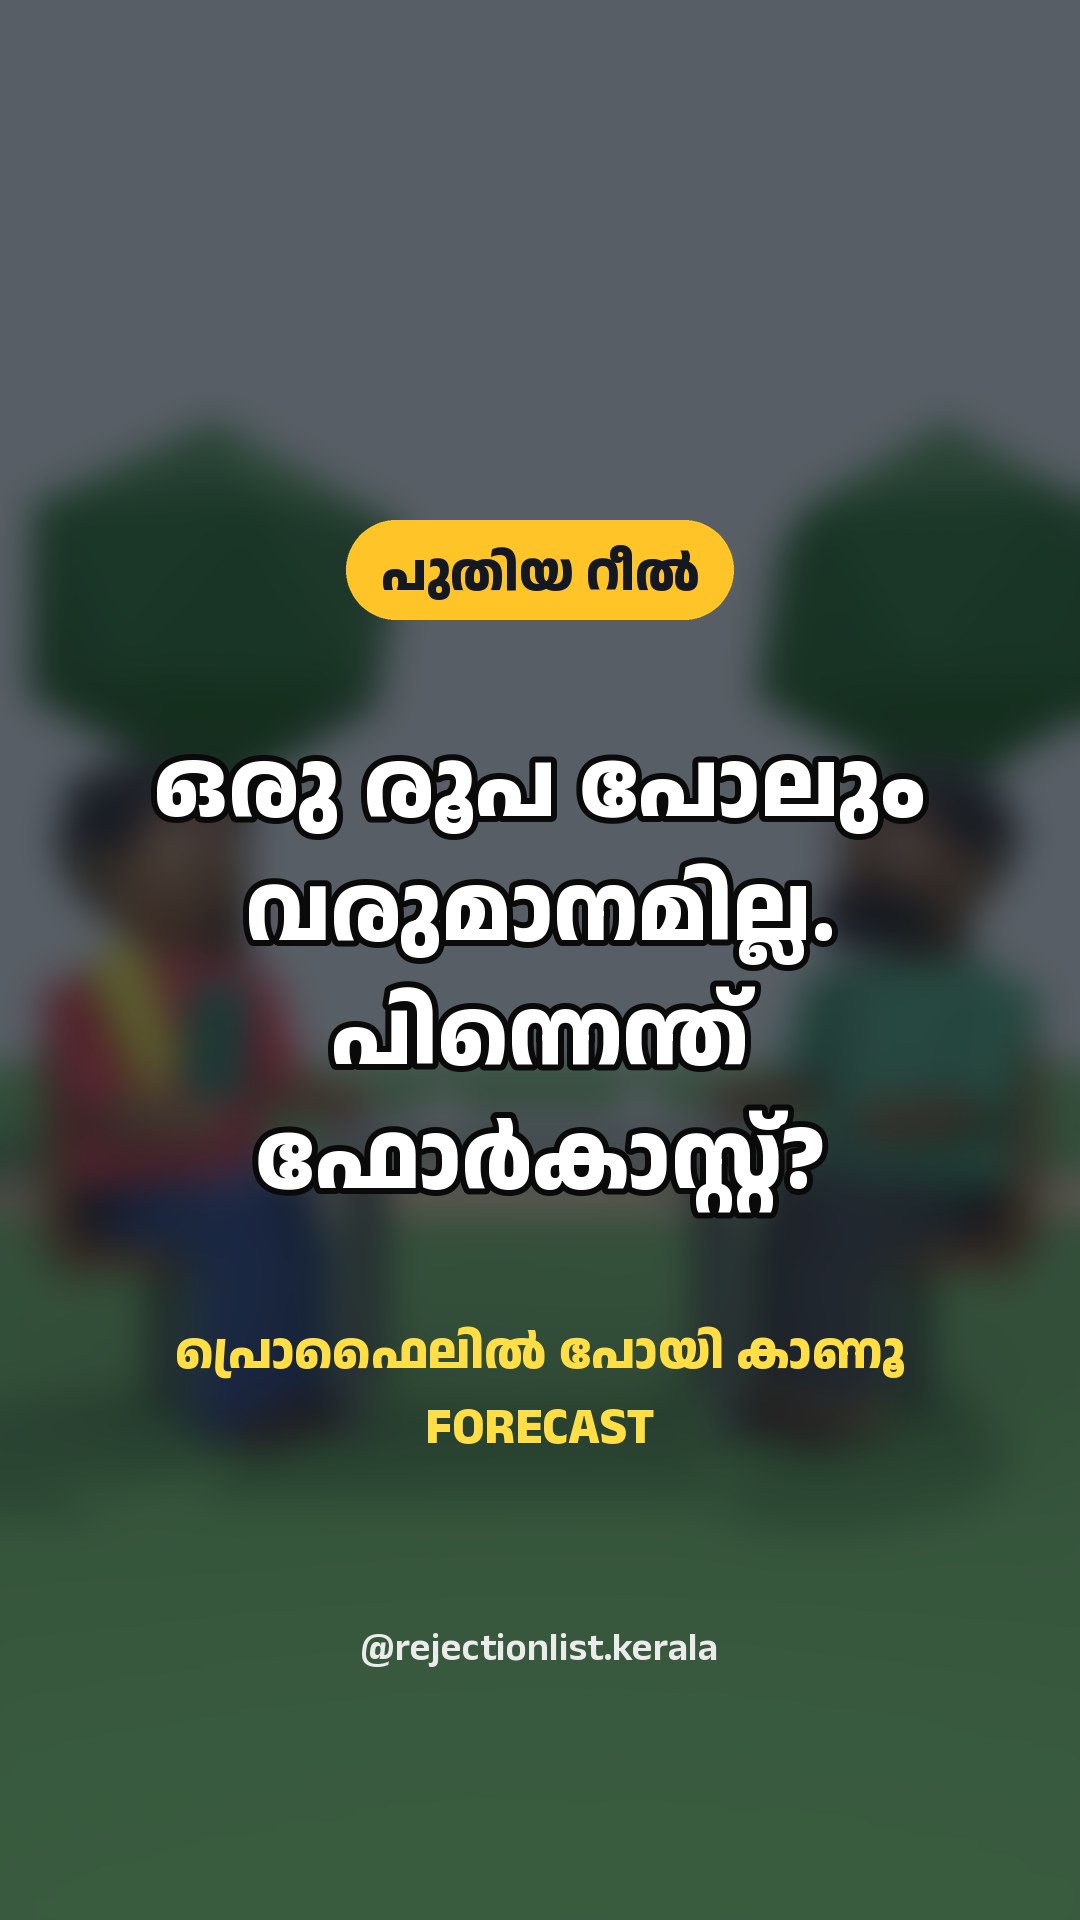 പുതിയ റീൽ
ഒരു രൂപ പോലും
വരുമാനമില്ല.
പിന്നെന്ത്
ഫോർകാസ്റ്റ്?
പ്രൊഫൈലിൽ പോയി കാണൂ
FORECAST
@rejectionlist.kerala